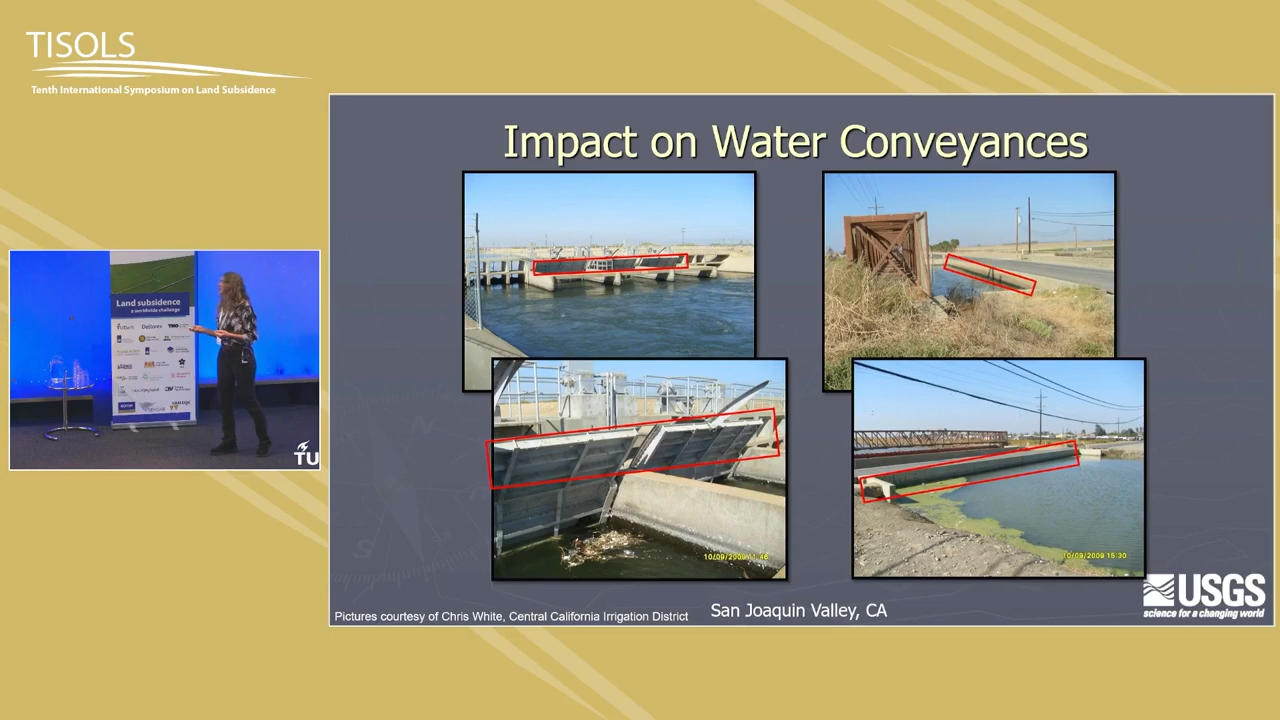 TISOLS
Tenth International Symposium on Land Subsidence
Impact on Water Conveyances
Land subsidence
a worldwide challenge
TU
10/09/2009 15:30
USGS
science for a changing world
Pictures courtesy of Chris White, Central California Irrigation District
San Joaquin Valley, CA